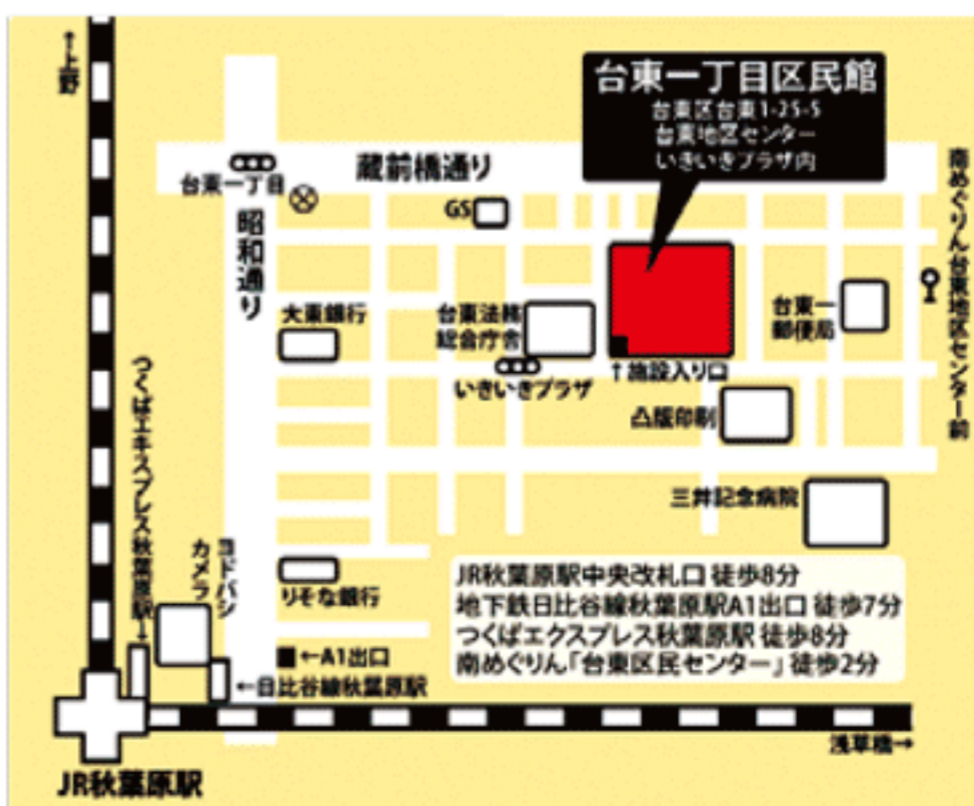 ↑上野
台東一丁目区民館
台東区台東1-25-5
台東地区センター
いきいきプラザ内
蔵前橋通り
台東一丁目
昭和通り
GS
南めぐりん台東地区センター前
大東銀行
台東法務
総合庁舎
台東一
郵便局
いきいきプラザ
↑施設入り口
凸版印刷
つくばエキスプレス秋葉原駅→
三井記念病院
ヨドバシ
カメラ
りそな銀行
JR秋葉原駅中央改札口 徒歩8分
地下鉄日比谷線秋葉原駅A1出口 徒歩7分
つくばエクスプレス秋葉原駅 徒歩8分
南めぐりん「台東区民センター」徒歩2分
←A1出口
←日比谷線秋葉原駅
浅草橋→
JR秋葉原駅